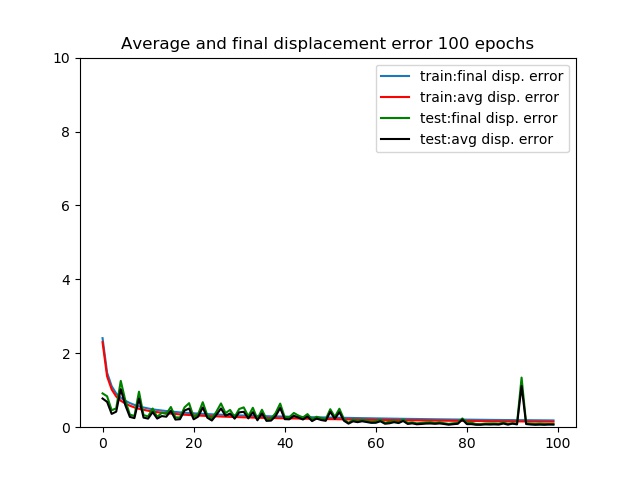 Average and final displacement error 100 epochs
10
8
6
4
2
0
train:final disp. error
train:avg disp. error
test:final disp. error
test:avg disp. error
0 20 40 60 80 100